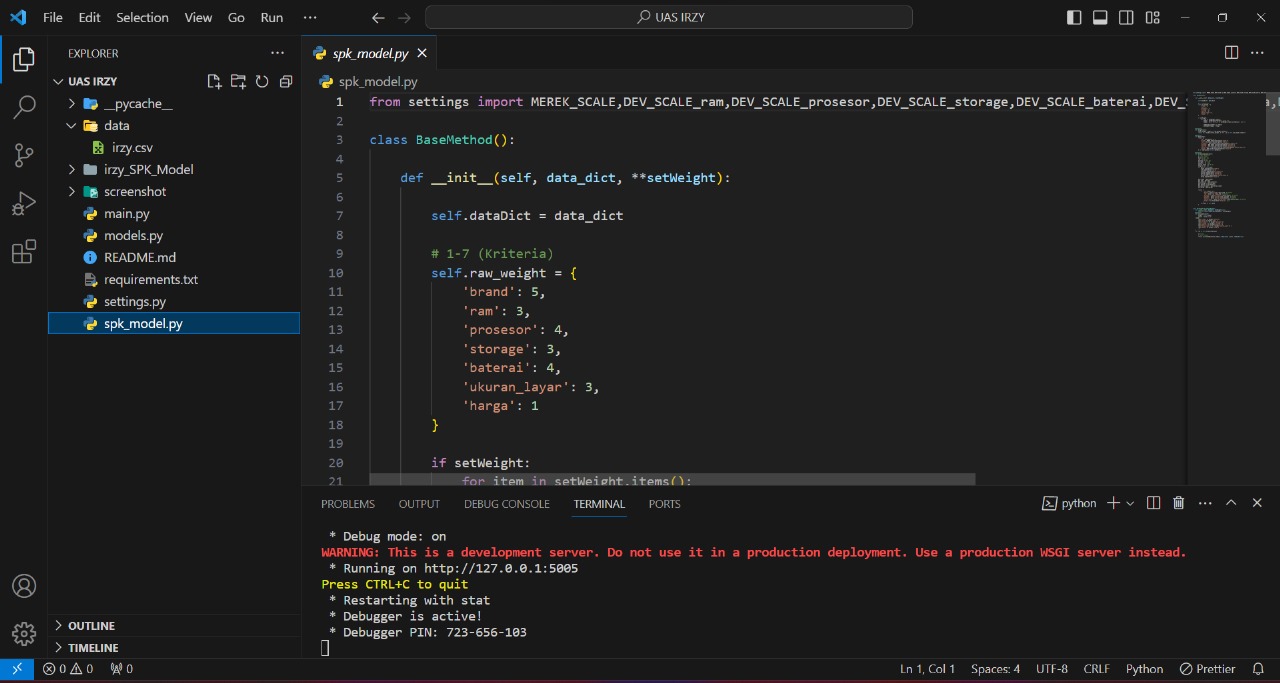 File Edit Selection View Go Run ··· UAS IRZY
EXPLORER
UAS IRZY
__pycache__
data
irzy.csv
irzy_SPK_Model
screenshot
main.py
models.py
README.md
requirements.txt
settings.py
spk_model.py
OUTLINE
TIMELINE
spk_model.py
spk_model.py
1 from settings import MEREK_SCALE,DEV_SCALE_ram,DEV_SCALE_prosesor,DEV_SCALE_storage,DEV_SCALE_baterai,DEV_
2
3 class BaseMethod():
4
5 def __init__(self, data_dict, **setWeight):
6
7 self.dataDict = data_dict
8
9 # 1-7 (Kriteria)
10 self.raw_weight = {
11 'brand': 5,
12 'ram': 3,
13 'prosesor': 4,
14 'storage': 3,
15 'baterai': 4,
16 'ukuran_layar': 3,
17 'harga': 1
18 }
19
20 if setWeight:
21 for item in setWeight.items():
PROBLEMS OUTPUT DEBUG CONSOLE TERMINAL PORTS python
* Debug mode: on
WARNING: This is a development server. Do not use it in a production deployment. Use a production WSGI server instead.
* Running on http://127.0.0.1:5005
Press CTRL+C to quit
* Restarting with stat
* Debugger is active!
* Debugger PIN: 723-656-103
0 0 0 Ln 1, Col 1 Spaces: 4 UTF-8 CRLF Python Prettier